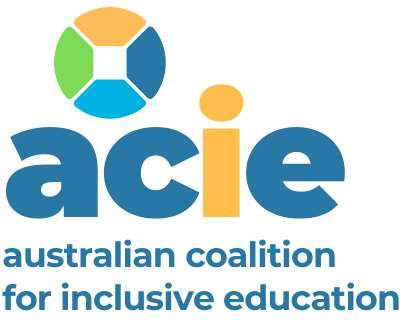 acie
australian coalition
for inclusive education